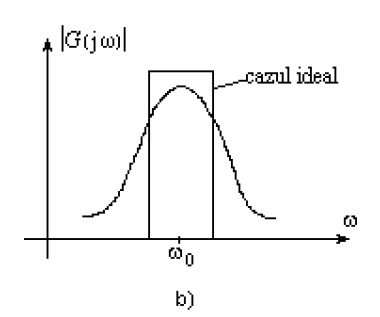 |G(jω)|
cazul ideal
ω
ω₀
b)